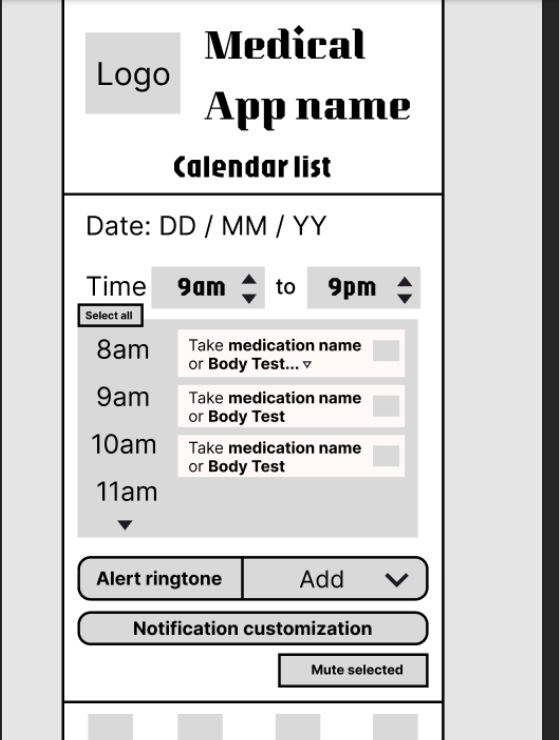 Logo
Medical
App name
Calendar list
Date: DD / MM / YY
Time 9am to 9pm
Select all
8am
Take medication name
or Body Test...
9am
Take medication name
or Body Test
10am
Take medication name
or Body Test
11am
Alert ringtone Add
Notification customization
Mute selected